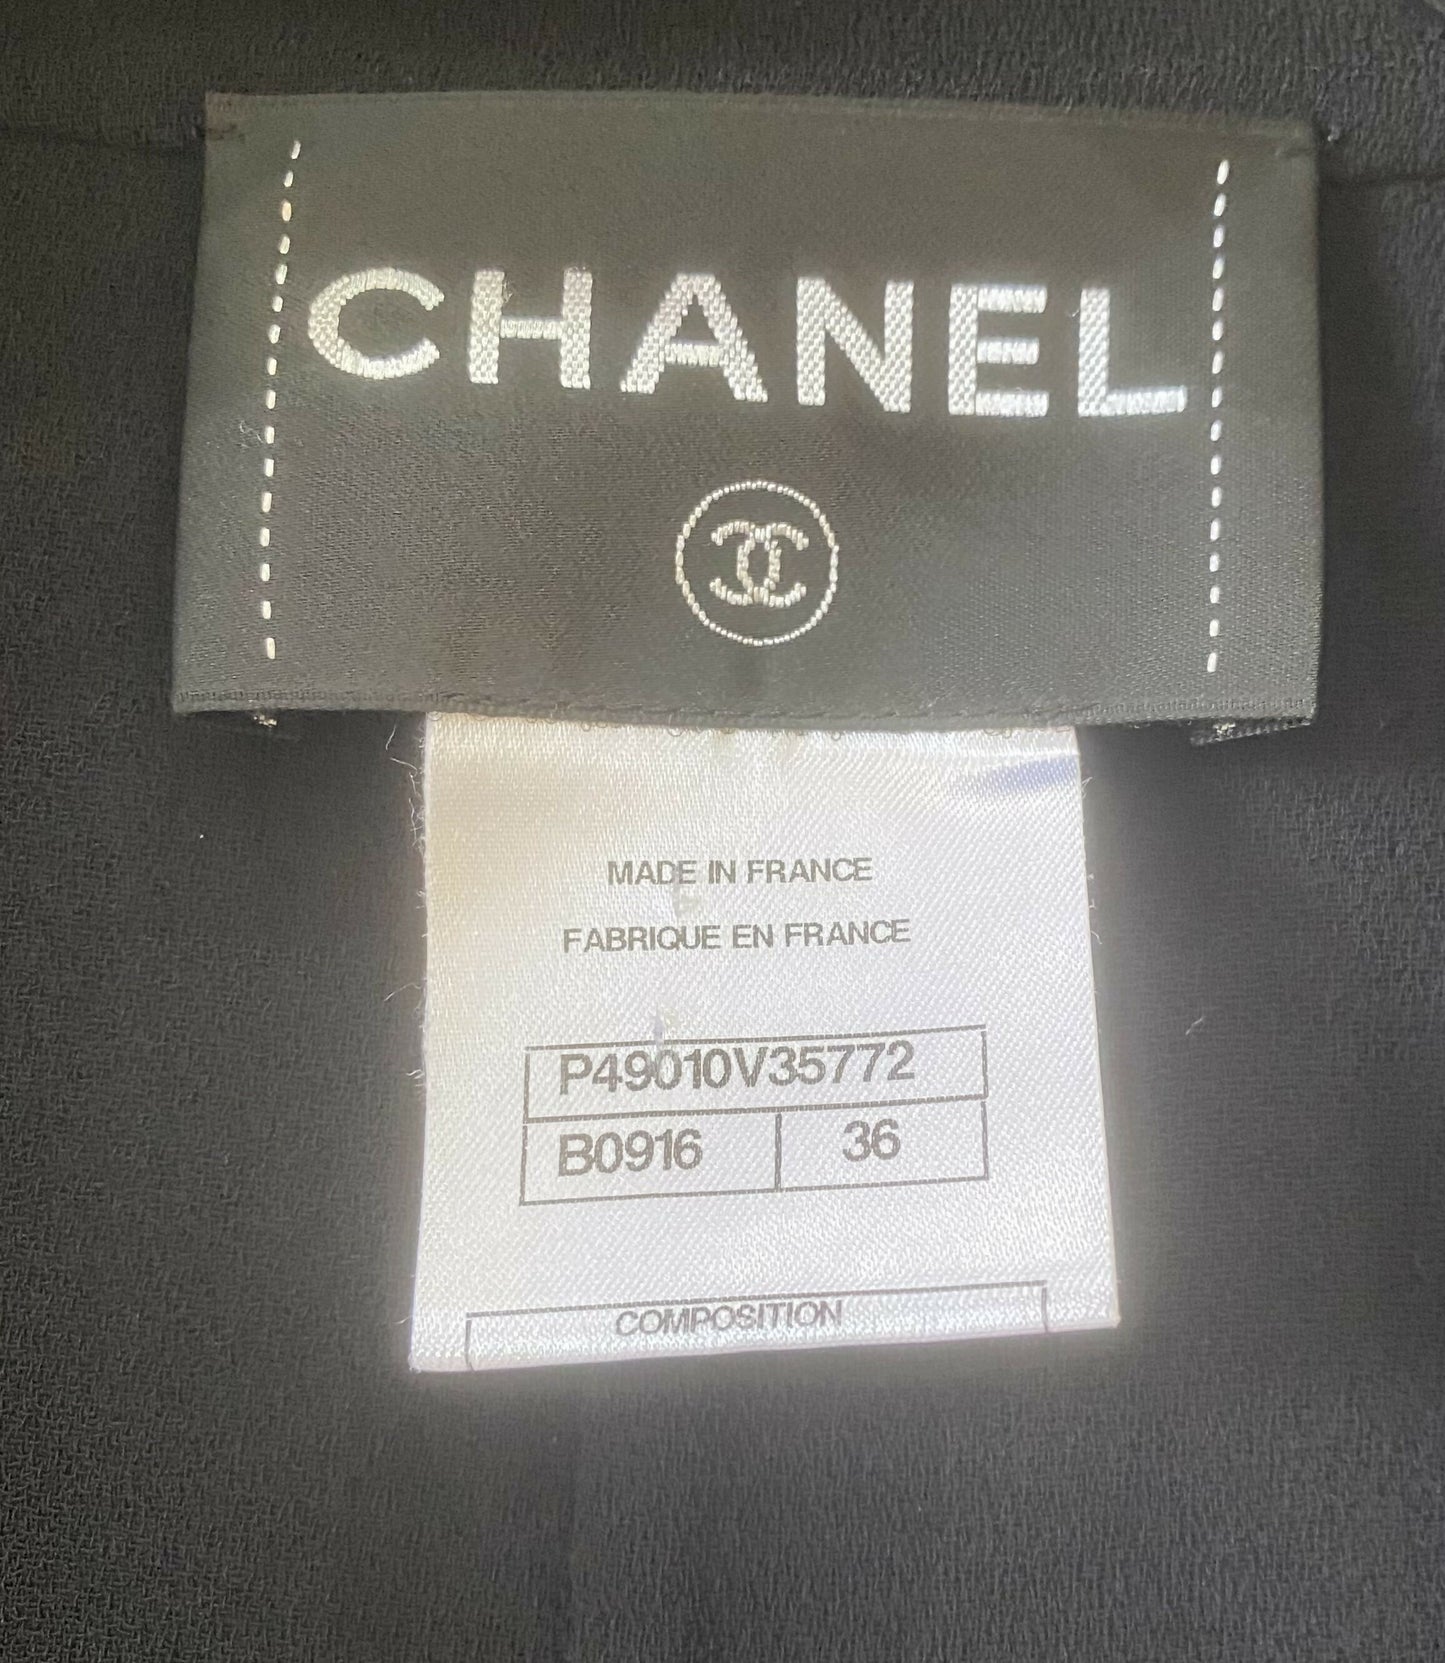 CHANEL
MADE IN FRANCE
FABRIQUE EN FRANCE
P49010V35772
B0916 36
COMPOSITION